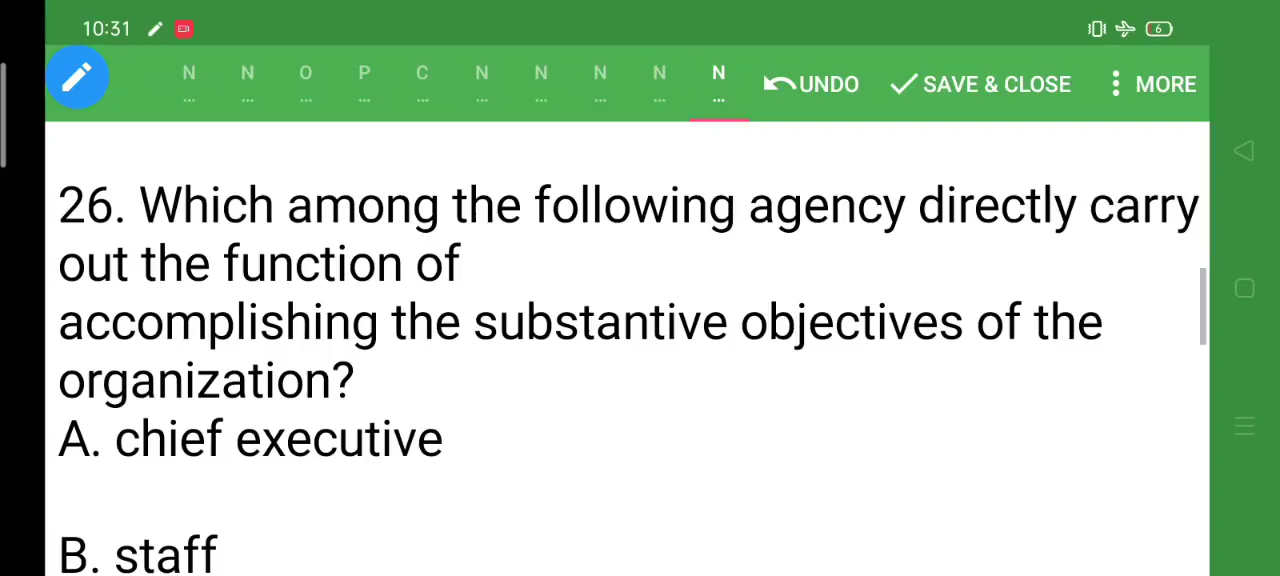 10:31 6
N N O P C N N N N N UNDO SAVE & CLOSE MORE
... ... ... ... ... ... ... ... ... ...
26. Which among the following agency directly carry
out the function of
accomplishing the substantive objectives of the
organization?
A. chief executive
B. staff